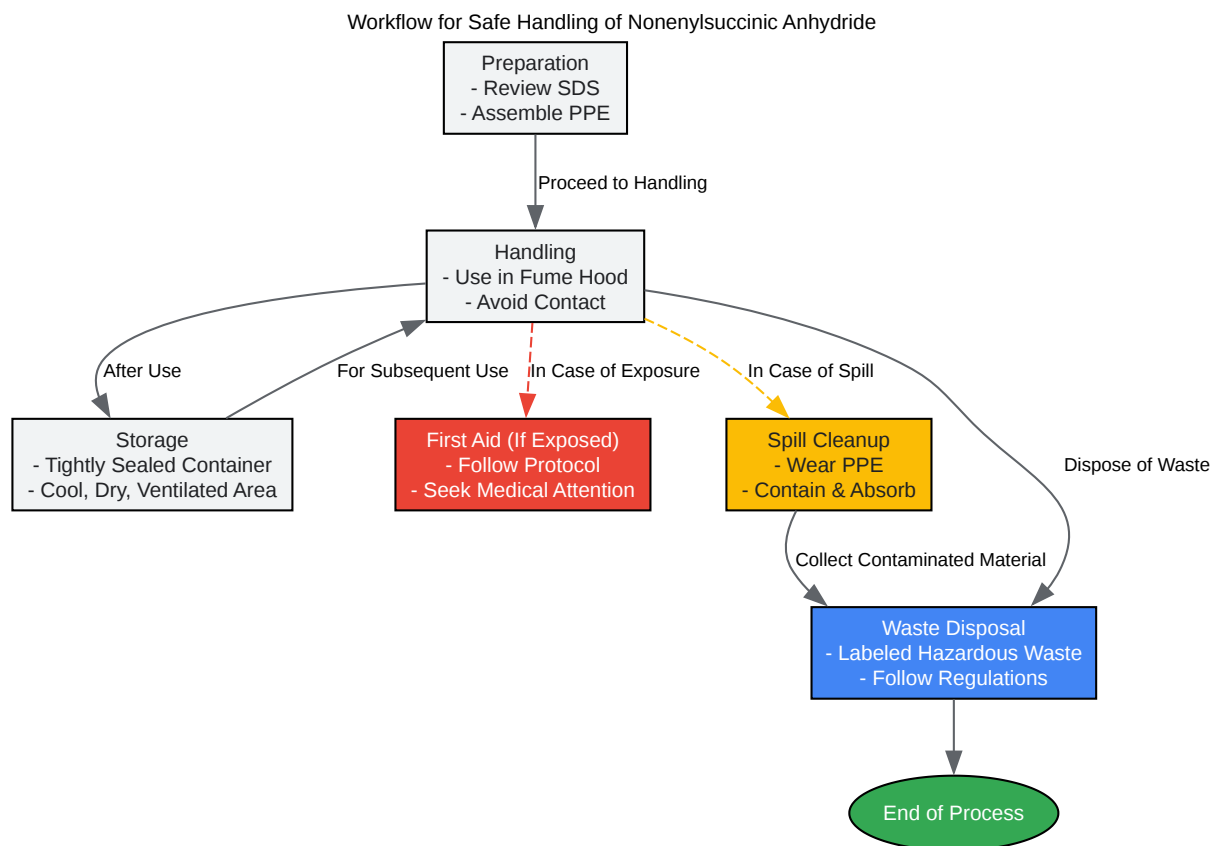 Workflow for Safe Handling of Nonenylsuccinic Anhydride
Preparation
- Review SDS
- Assemble PPE
Proceed to Handling
Handling
- Use in Fume Hood
- Avoid Contact
After Use
For Subsequent Use
In Case of Exposure
In Case of Spill
Storage
- Tightly Sealed Container
- Cool, Dry, Ventilated Area
First Aid (If Exposed)
- Follow Protocol
- Seek Medical Attention
Spill Cleanup
- Wear PPE
- Contain & Absorb
Dispose of Waste
Collect Contaminated Material
Waste Disposal
- Labeled Hazardous Waste
- Follow Regulations
End of Process